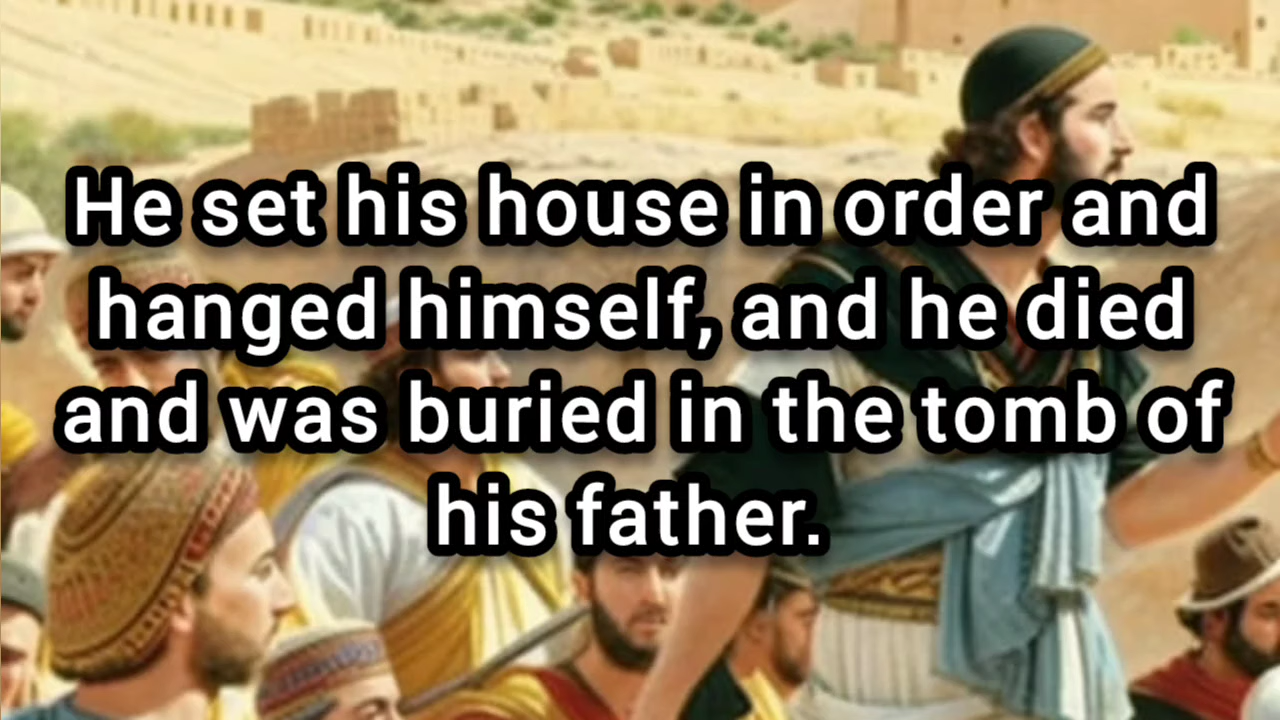 He set his house in order and
hanged himself, and he died
and was buried in the tomb of
his father.